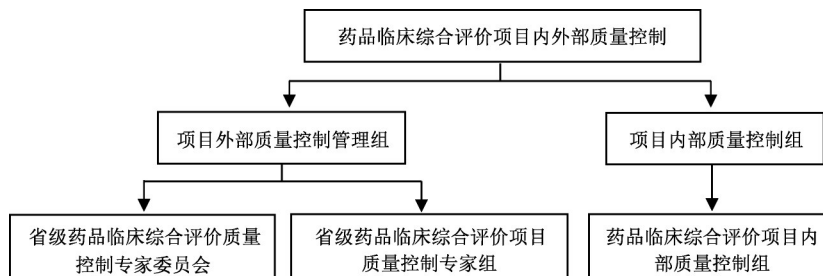 药品临床综合评价项目内外部质量控制
项目外部质量控制管理组
项目内部质量控制组
省级药品临床综合评价质量
控制专家委员会
省级药品临床综合评价项目
质量控制专家组
药品临床综合评价项目内
部质量控制组